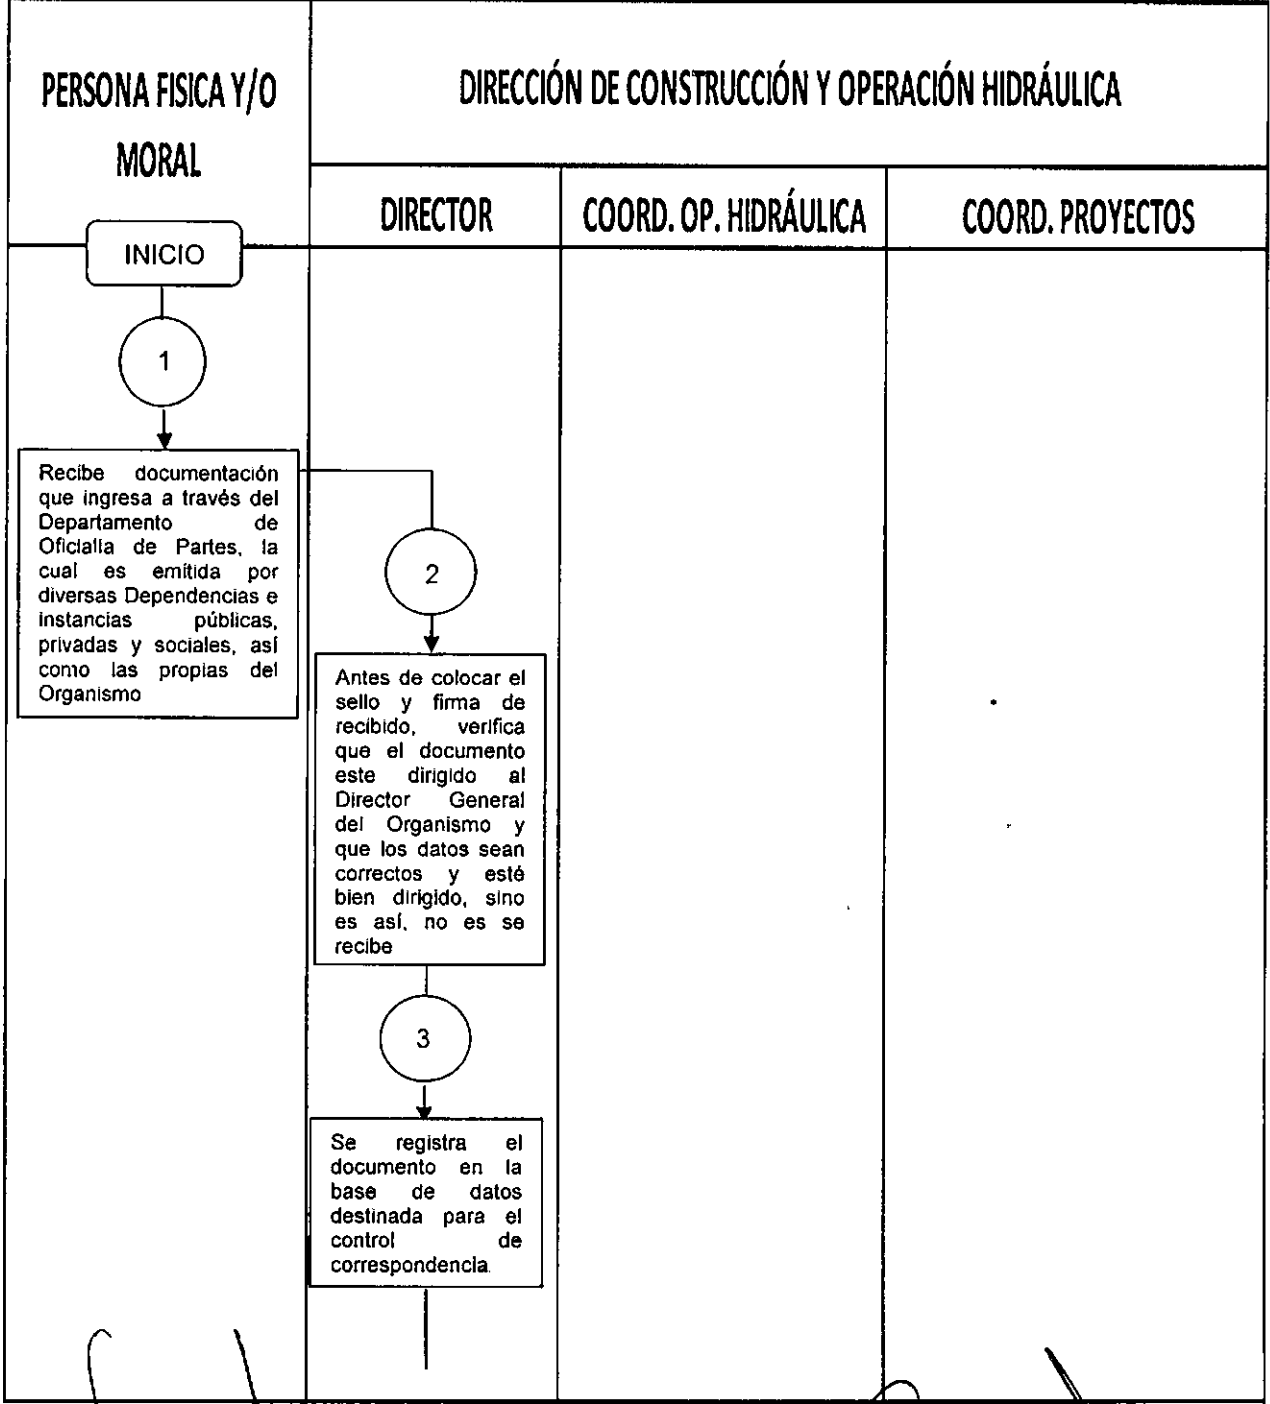 PERSONA FISICA Y/O
MORAL
DIRECCIÓN DE CONSTRUCCIÓN Y OPERACIÓN HIDRÁULICA
DIRECTOR
COORD. OP. HIDRÁULICA
COORD. PROYECTOS
INICIO
1
Recibe documentación
que ingresa a través del
Departamento de
Oficialla de Partes, la
cual es emitida por
diversas Dependencias e
instancias públicas,
privadas y sociales, así
como las propias del
Organismo
2
Antes de colocar el
sello y firma de
recibido, verifica
que el documento
este dirigido al
Director General
del Organismo y
que los datos sean
correctos y esté
bien dirigido, sino
es así, no es se
recibe
3
Se registra el
documento en la
base de datos
destinada para el
control de
correspondencia.